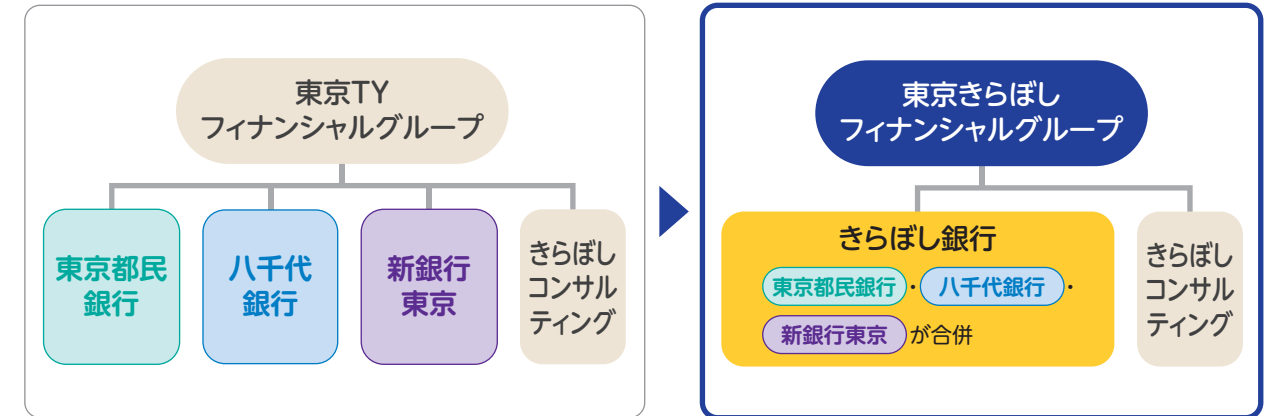 東京TY
フィナンシャルグループ
東京都民
銀行
八千代
銀行
新銀行
東京
きらぼし
コンサル
ティング
東京きらぼし
フィナンシャルグループ
きらぼし銀行
東京都民銀行・八千代銀行・
新銀行東京が合併
きらぼし
コンサル
ティング